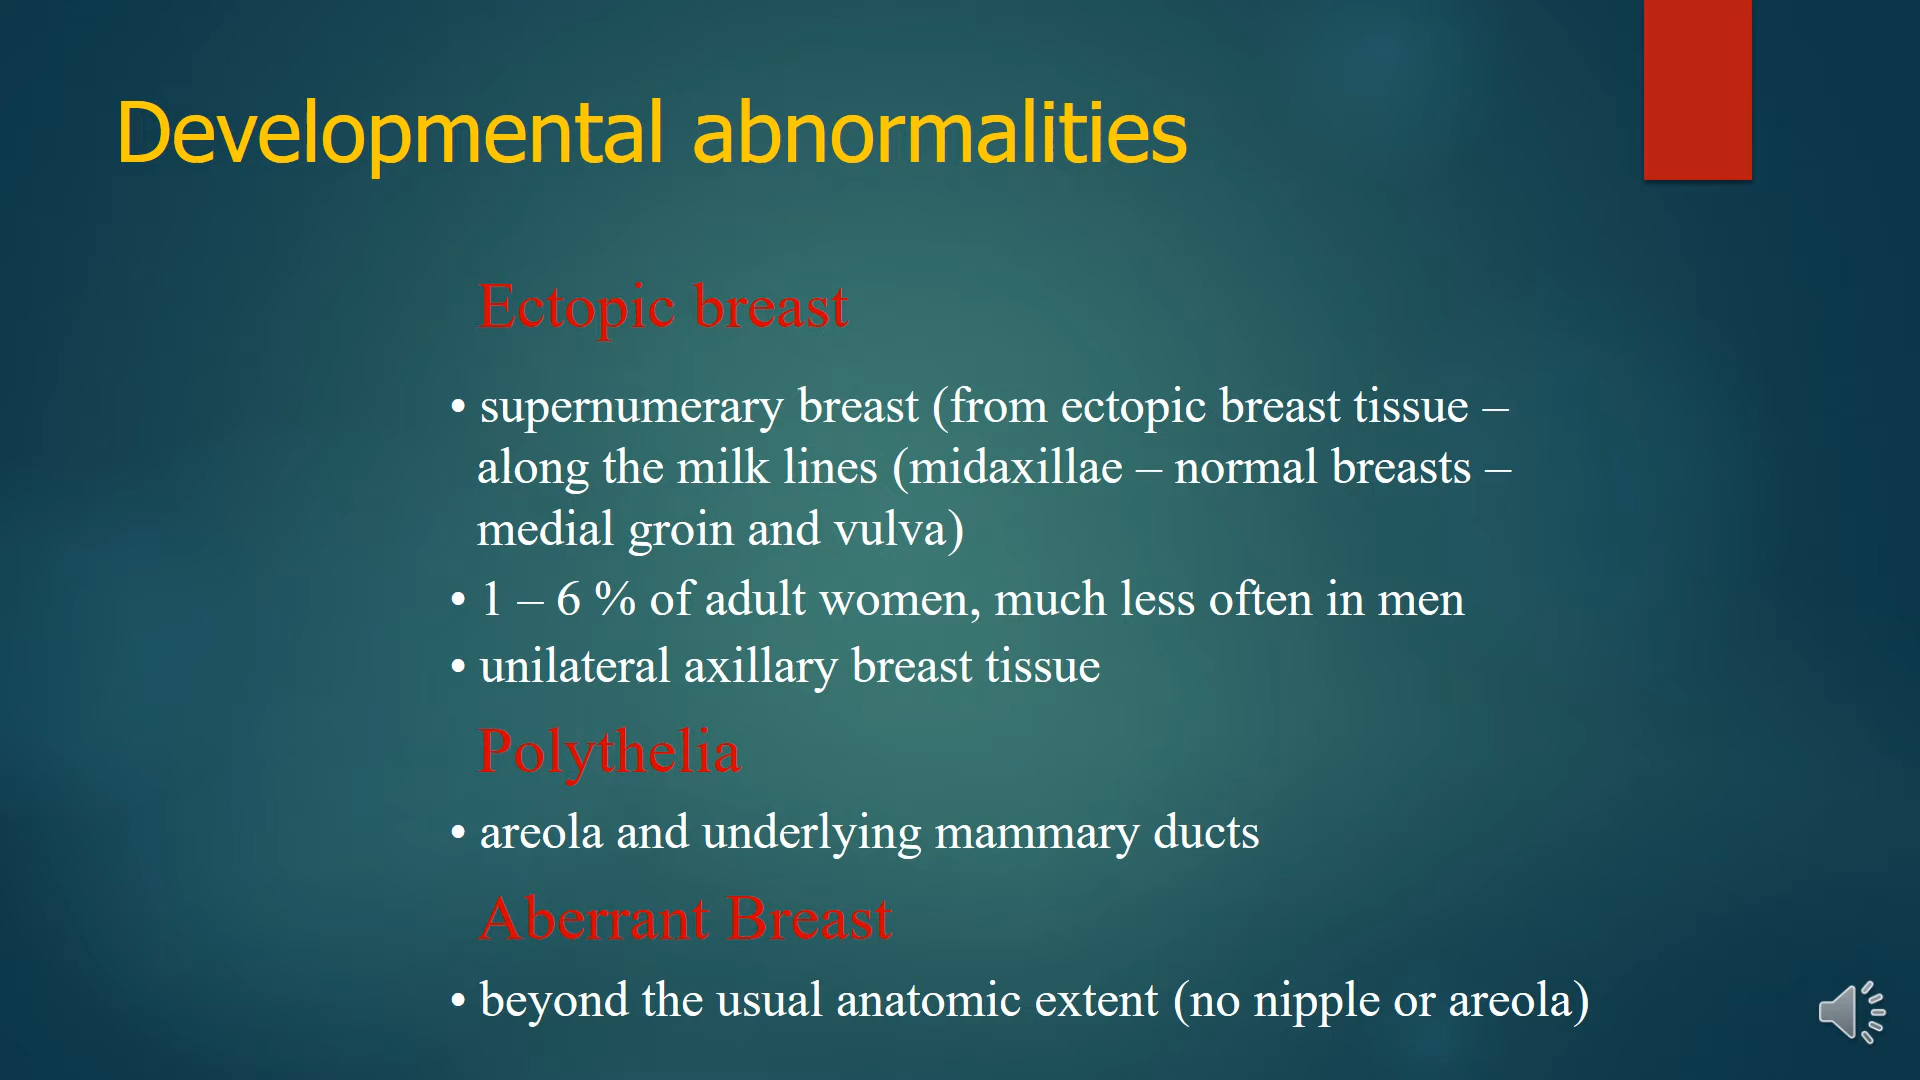 Developmental abnormalities
Ectopic breast
• supernumerary breast (from ectopic breast tissue –
along the milk lines (midaxillae – normal breasts –
medial groin and vulva)
• 1 – 6 % of adult women, much less often in men
• unilateral axillary breast tissue
Polythelia
• areola and underlying mammary ducts
Aberrant Breast
• beyond the usual anatomic extent (no nipple or areola)